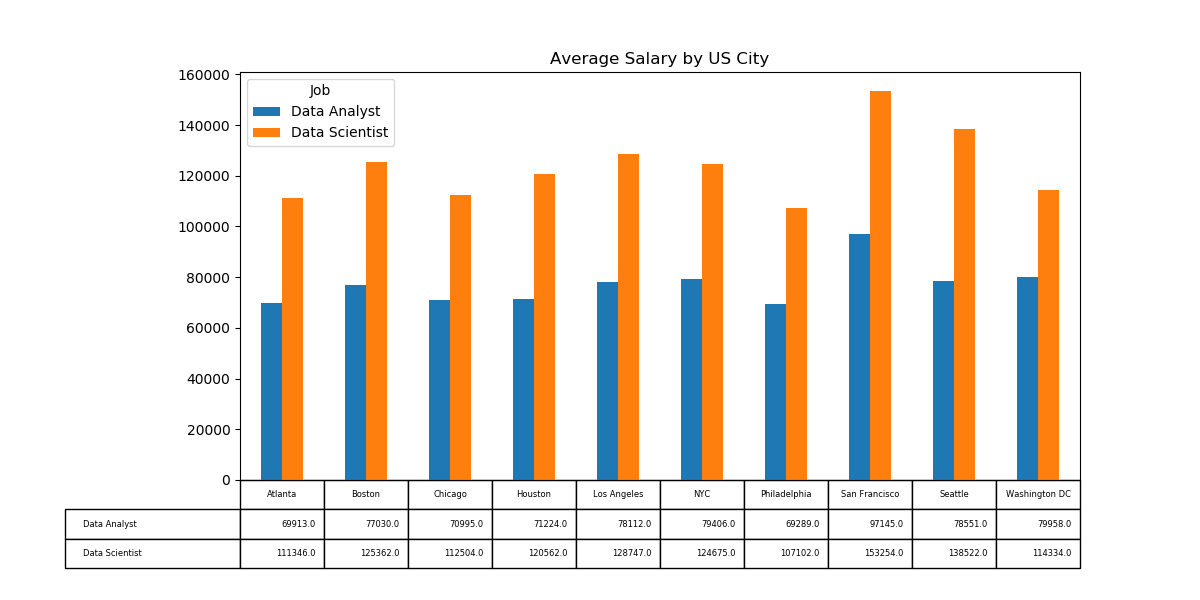 Average Salary by US City
160000
140000
120000
100000
80000
60000
40000
20000
0
Job
Data Analyst
Data Scientist
Atlanta Boston Chicago Houston Los Angeles NYC Philadelphia San Francisco Seattle Washington DC
Data Analyst 69913.0 77030.0 70995.0 71224.0 78112.0 79406.0 69289.0 97145.0 78551.0 79958.0
Data Scientist 111346.0 125362.0 112504.0 120562.0 128747.0 124675.0 107102.0 153254.0 138522.0 114334.0